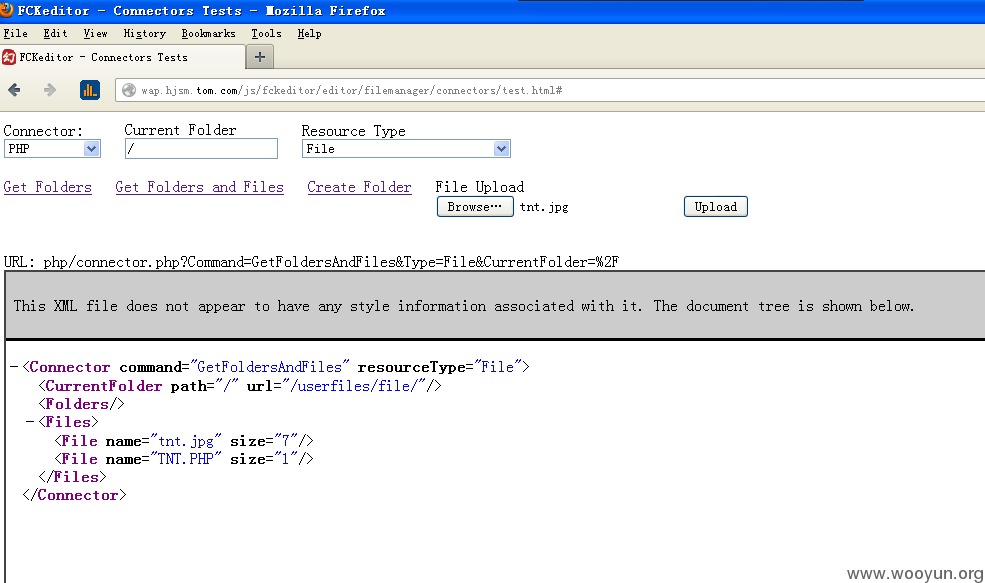 FCKeditor - Connectors Tests - Mozilla Firefox
File Edit View History Bookmarks Tools Help
幻 FCKeditor - Connectors Tests +
wap.hjsm.tom.com/js/fckeditor/editor/filemanager/connectors/test.html#
Connector: Current Folder Resource Type
PHP / File
Get Folders Get Folders and Files Create Folder File Upload
Browse… tnt.jpg Upload
URL: php/connector.php?Command=GetFoldersAndFiles&Type=File&CurrentFolder=%2F
This XML file does not appear to have any style information associated with it. The document tree is shown below.
-<Connector command="GetFoldersAndFiles" resourceType="File">
<CurrentFolder path="/" url="/userfiles/file/"/>
<Folders/>
-<Files>
<File name="tnt.jpg" size="7"/>
<File name="TNT.PHP" size="1"/>
</Files>
</Connector>
www.wooyun.org